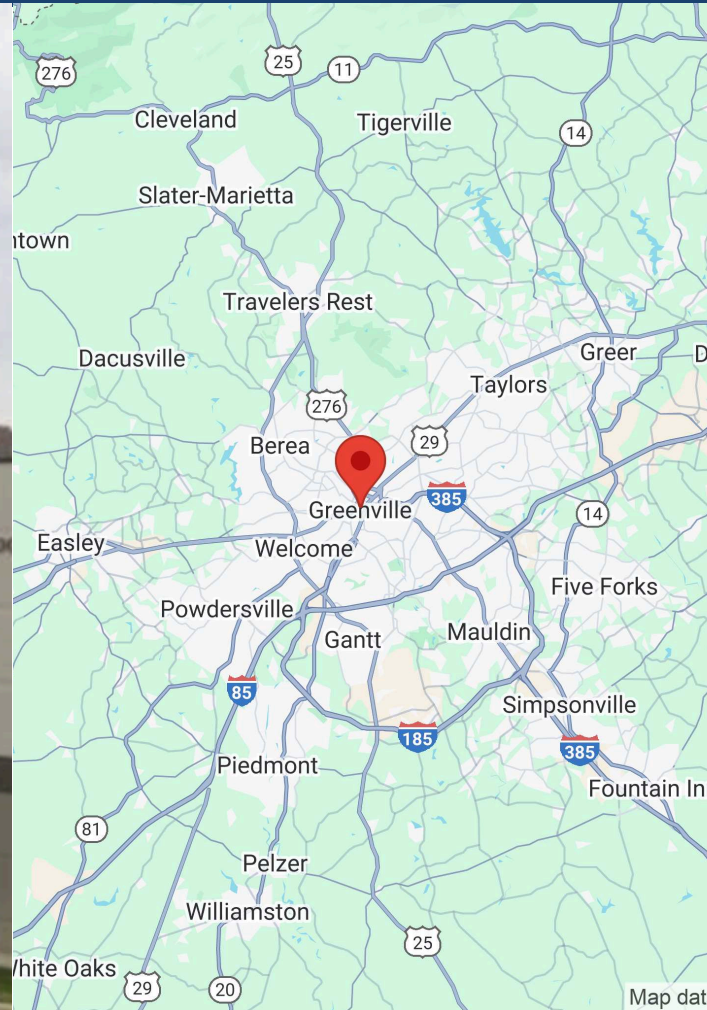 25
276
11
Cleveland
Tigerville
14
Slater-Marietta
ntown
Travelers Rest
Dacusville
Greer
D
Taylors
276
29
Berea
385
Greenville
14
Easley
Welcome
Five Forks
Powdersville
Mauldin
Gantt
85
Simpsonville
185
385
Piedmont
Fountain In
81
Pelzer
Williamston
25
hite Oaks
29
20
Map dat